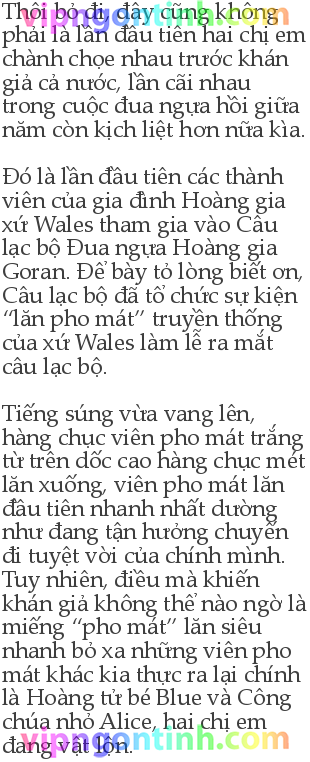 Thôi bỏ đi, đây cũng không
vipngontinh.com
phải là lần đầu tiên hai chị em
chành chọe nhau trước khán
giả cả nước, lần cãi nhau
trong cuộc đua ngựa hồi giữa
năm còn kịch liệt hơn nữa kìa.

Đó là lần đầu tiên các thành
viên của gia đình Hoàng gia
xứ Wales tham gia vào Câu
lạc bộ Đua ngựa Hoàng gia
Goran. Để bày tỏ lòng biết ơn,
Câu lạc bộ đã tổ chức sự kiện
“lăn pho mát” truyền thống
của xứ Wales làm lễ ra mắt
câu lạc bộ.

Tiếng súng vừa vang lên,
hàng chục viên pho mát trắng
từ trên dốc cao hàng chục mét
lăn xuống, viên pho mát lăn
đầu tiên nhanh nhất dường
như đang tận hưởng chuyến
đi tuyệt vời của chính mình.
Tuy nhiên, điều mà khiến
khán giả không thể nào ngờ là
miếng “pho mát” lăn siêu
nhanh bỏ xa những viên pho
mát khác kia thực ra lại chính
là Hoàng tử bé Blue và Công
chúa nhỏ Alice, hai chị em
đang vật lộn.
vipngontinh.com